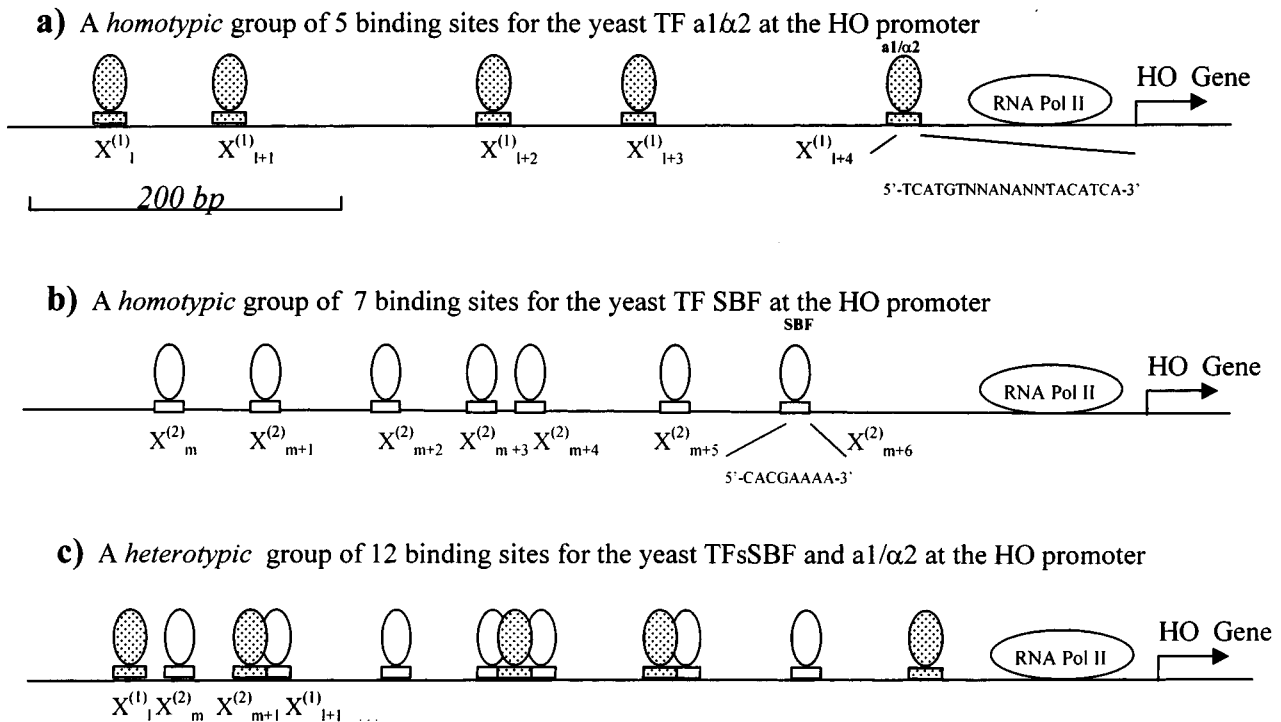 a) A homotypic group of 5 binding sites for the yeast TF a1/α2 at the HO promoter
a1/α2
HO Gene
RNA Pol II
X(1)l X(1)l+1 X(1)l+2 X(1)l+3 X(1)l+4
200 bp
5'-TCATGTNNANANNTACATCA-3'
b) A homotypic group of 7 binding sites for the yeast TF SBF at the HO promoter
SBF
HO Gene
RNA Pol II
X(2)m X(2)m+1 X(2)m+2 X(2)m+3 X(2)m+4 X(2)m+5 X(2)m+6
5'-CACGAAAA-3'
c) A heterotypic group of 12 binding sites for the yeast TFsSBF and a1/α2 at the HO promoter
HO Gene
RNA Pol II
X(1)l X(2)m X(2)m+1 X(1)l+1 ...